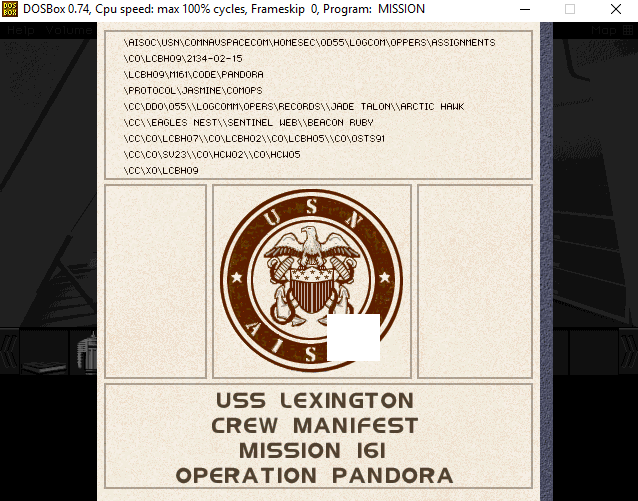 DOSBox 0.74, Cpu speed: max 100% cycles, Frameskip 0, Program: MISSION
Help Volume Map
\AISOC\USN\COMNAVSPACECOM\HOMESEC\OD55\LOGCOM\OPPERS\ASSIGNMENTS
\CO\LCBH09\2134-02-15
\LCBH09\M161\CODE\PANDORA
\PROTOCOL\JASMINE\COMOPS
\CC\DDO\055\\LOGCOMM\OPERS\RECORDS\\JADE TALON\\ARCTIC HAWK
\CC\\EAGLES NEST\\SENTINEL WEB\\BEACON RUBY
\CC\CO\LCBH07\\CO\LCBH02\\CO\LCBH05\\CO\OSTS91
\CC\CO\SV23\\CO\HCW02\\CO\HCW05
\CC\XO\LCBH09
USN
AIS
USS LEXINGTON
CREW MANIFEST
MISSION 161
OPERATION PANDORA